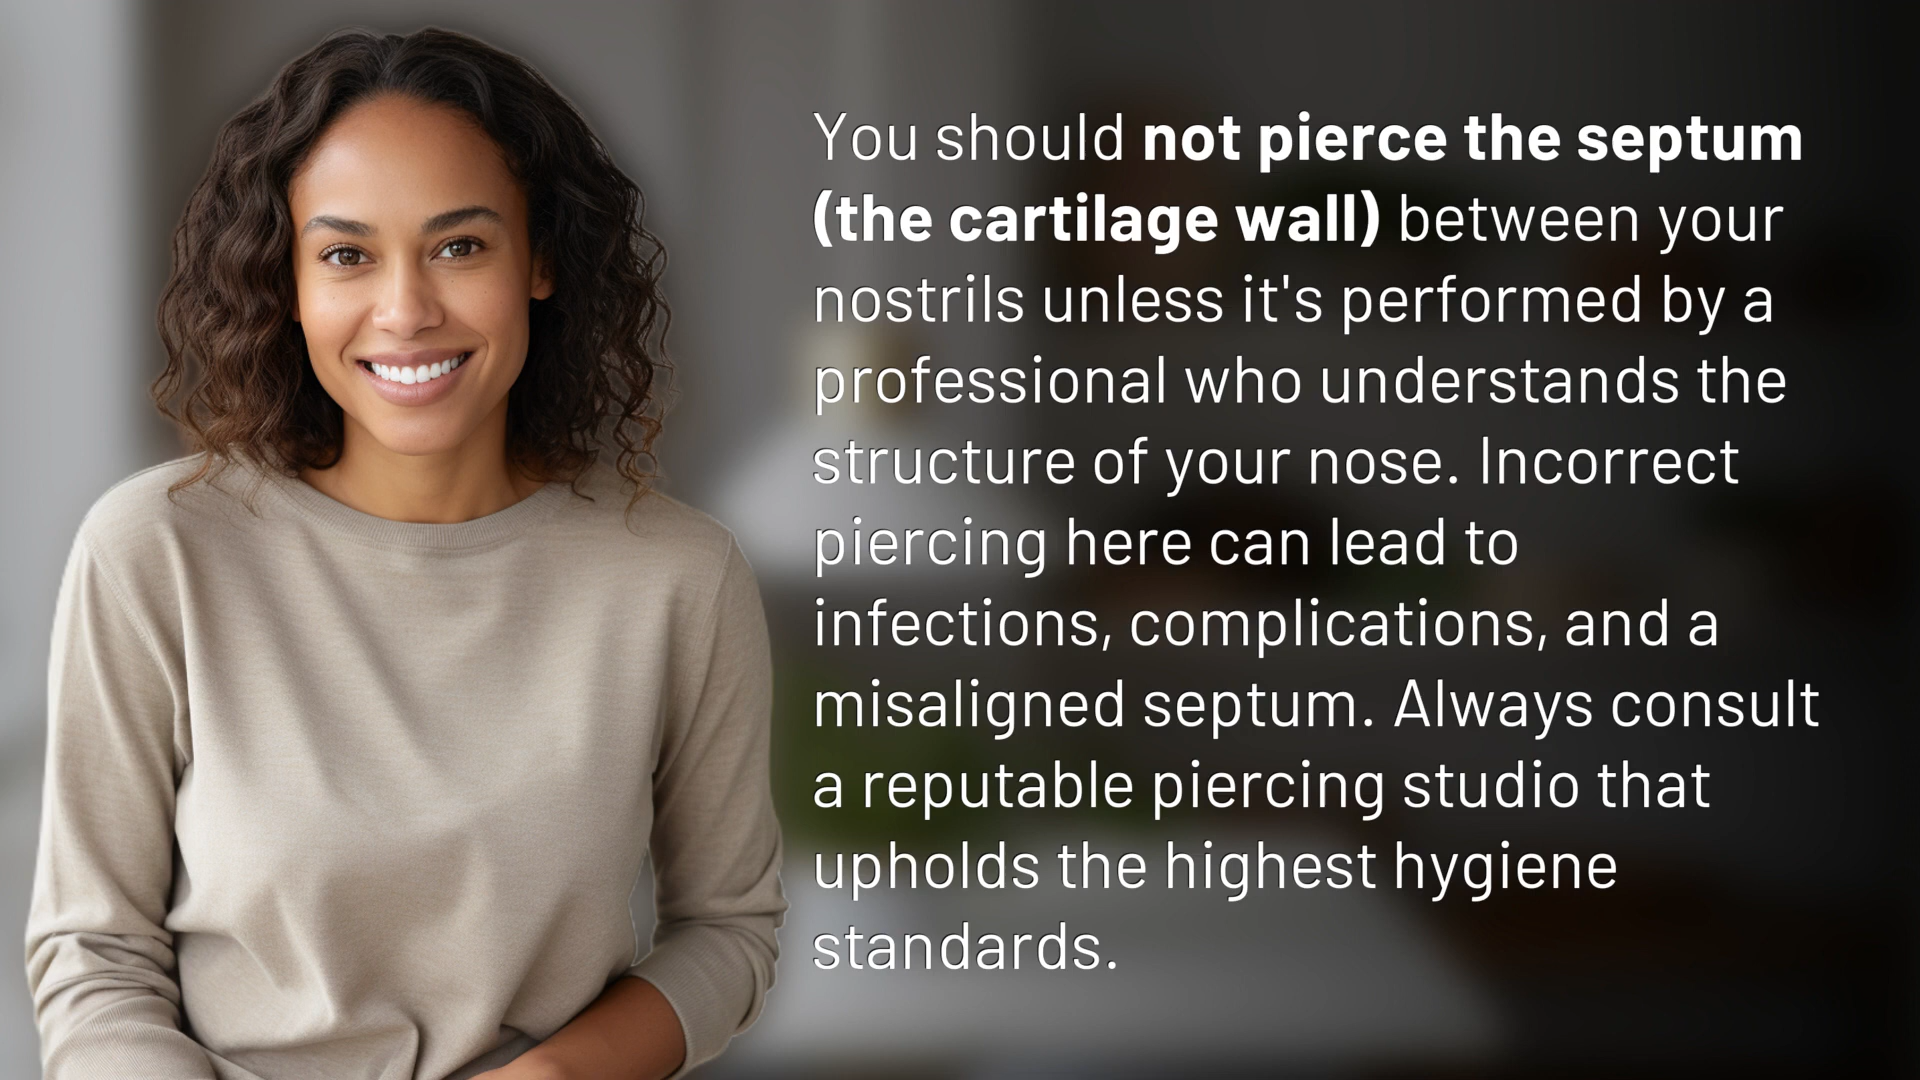 You should not pierce the septum
(the cartilage wall) between your
nostrils unless it's performed by a
professional who understands the
structure of your nose. Incorrect
piercing here can lead to
infections, complications, and a
misaligned septum. Always consult
a reputable piercing studio that
upholds the highest hygiene
standards.